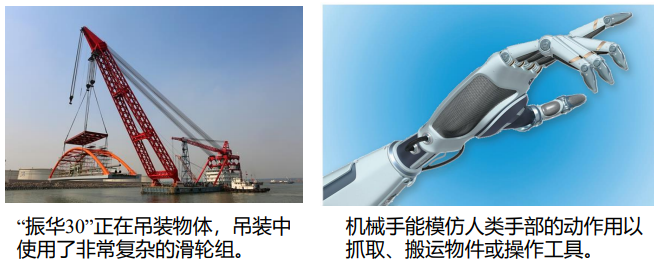 “振华30”正在吊装物体，吊装中
使用了非常复杂的滑轮组。
机械手能模仿人类手部的动作用以
抓取、搬运物件或操作工具。